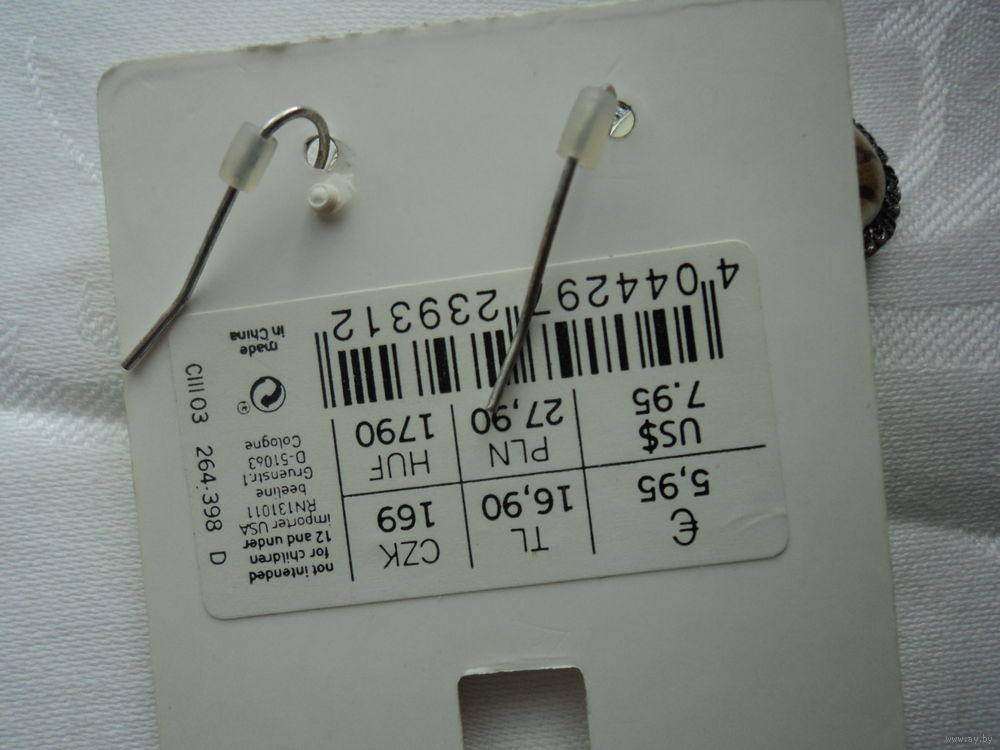 €
5,95
TL
16,90
CZK
169
US$
7.95
PLN
27,90
HUF
1790
4 044297 239312
not intended
for children
12 and under
importer USA
RN131011
beeline
Gruenstr.1
D-51063
Cologne
®
made
in China
CIII 03 264.398 D
www.ay.by